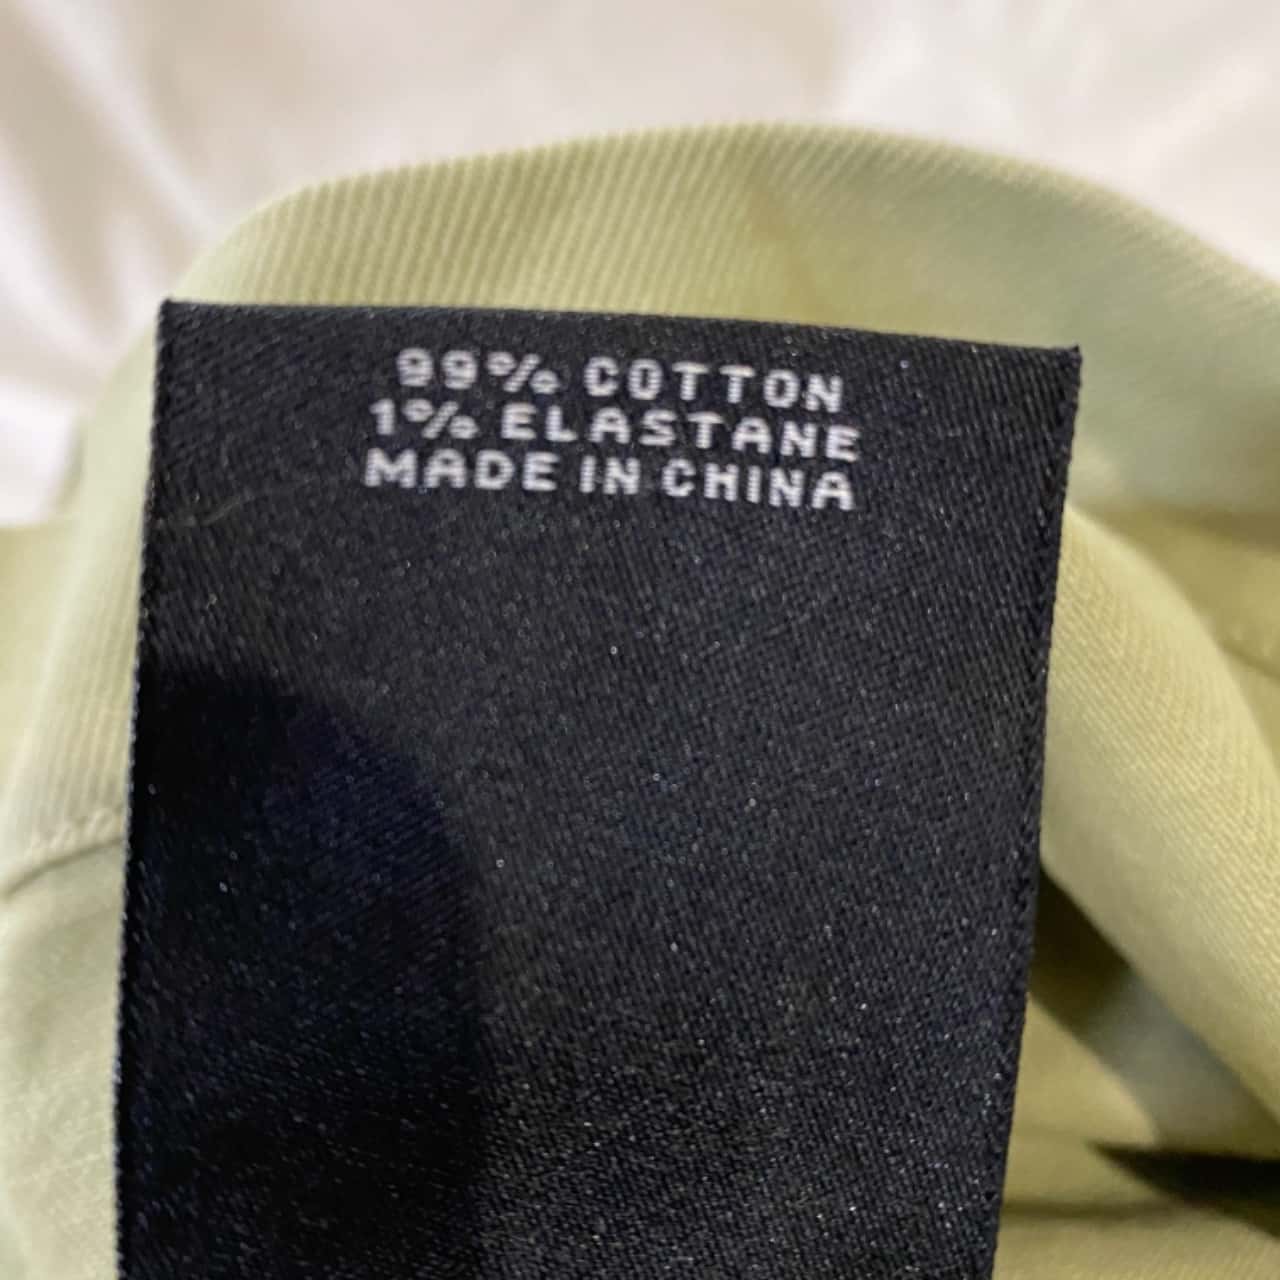 99% COTTON
1% ELASTANE
MADE IN CHINA